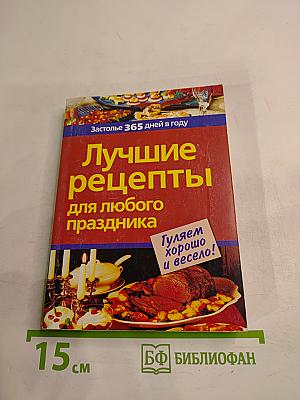 Застолье 365 дней в году
Лучшие
рецепты
для любого
праздника
Гуляем
хорошо
и весело!
15 см
БФ БИБЛИОФАН